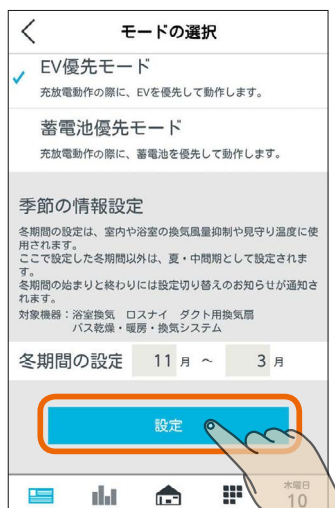 モードの選択
EV優先モード
充放電動作の際に、EVを優先して動作します。
蓄電池優先モード
充放電動作の際に、蓄電池を優先して動作します。
季節の情報設定
冬期間の設定は、室内や浴室の換気風量抑制や見守り温度に使
用されます。
ここで設定した冬期間以外は、夏・中間期として設定されま
す。
冬期間の始まりと終わりには設定切り替えのお知らせが通知さ
れます。
対象機器：浴室換気 ロスナイ ダクト用換気扇
バス乾燥・暖房・換気システム
冬期間の設定 11 月 ～ 3 月
設定
水曜日
10